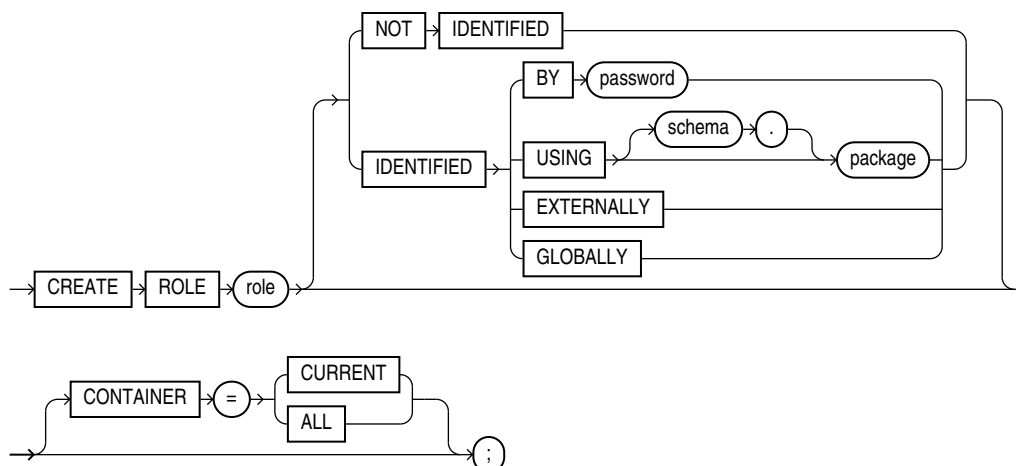 NOT IDENTIFIED
BY password
schema .
IDENTIFIED USING package
EXTERNALLY
GLOBALLY
CREATE ROLE role
CURRENT
CONTAINER =
ALL
;